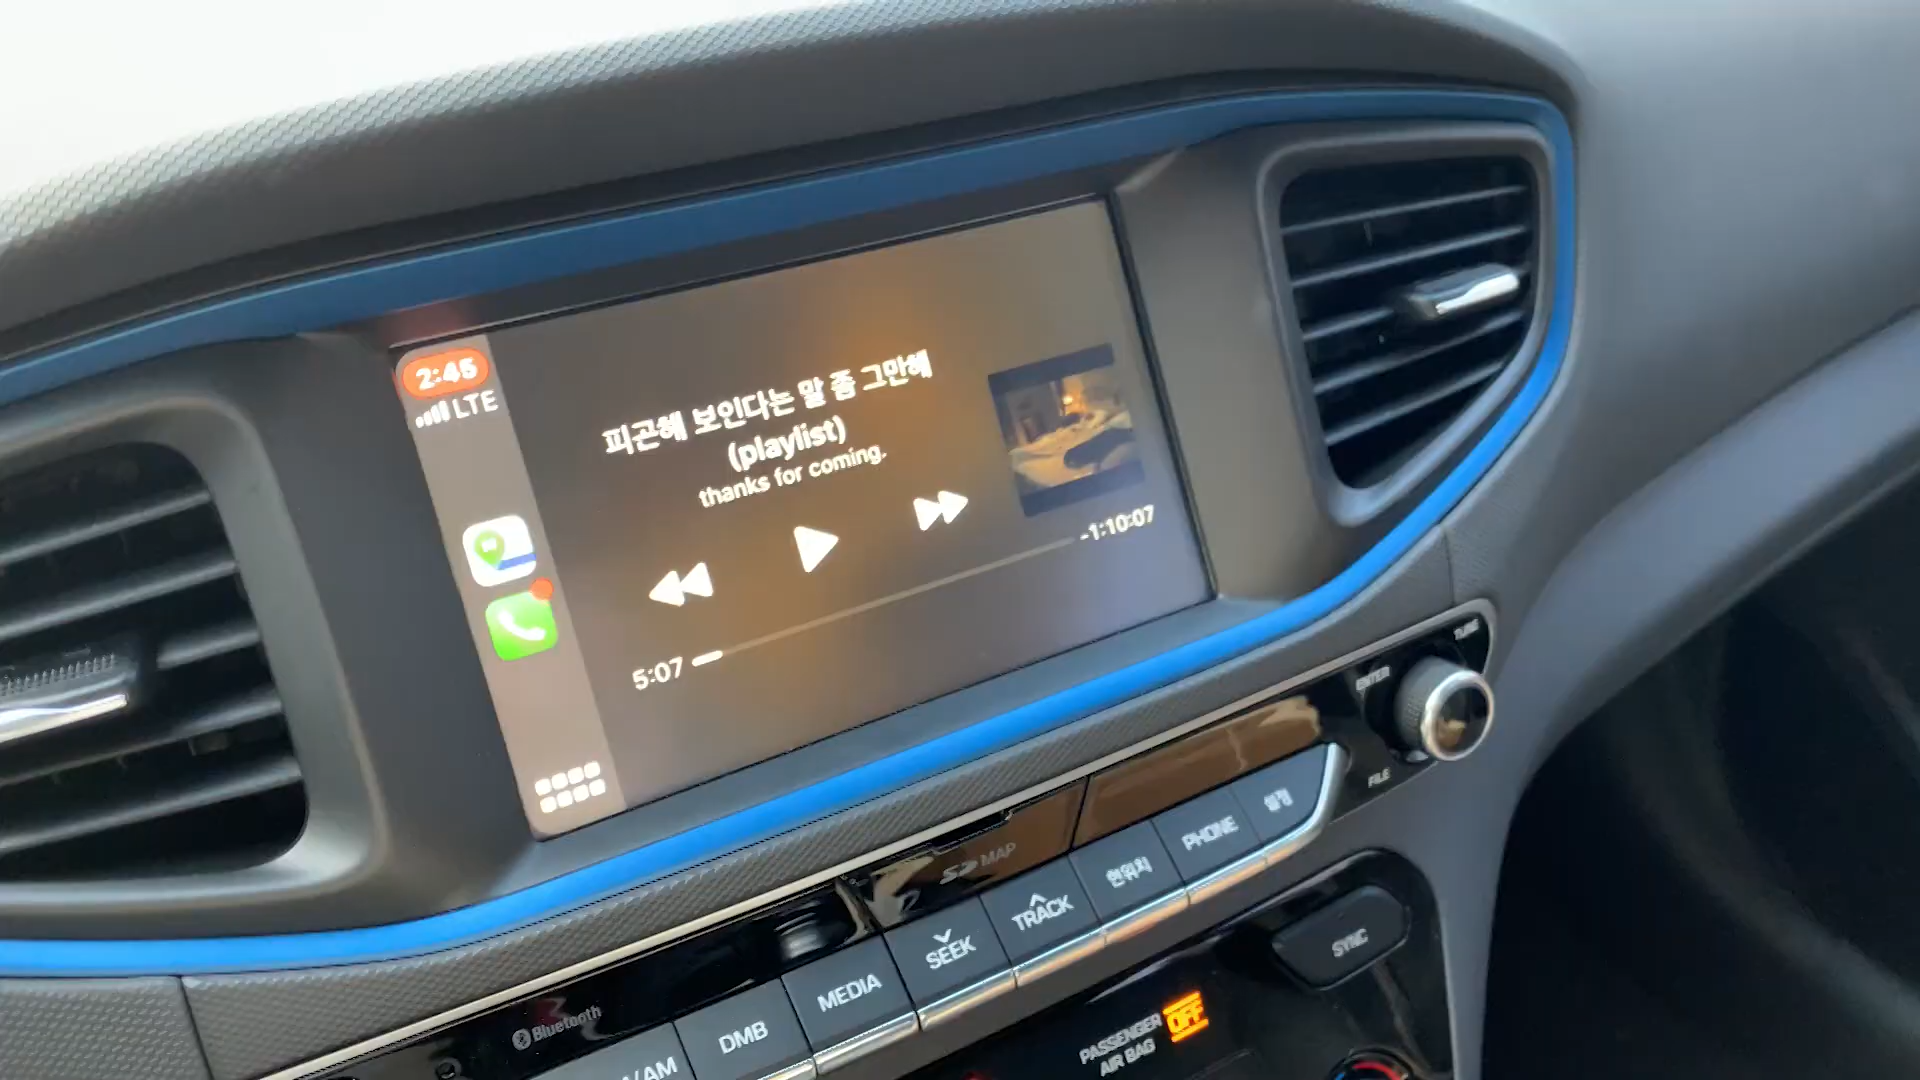 2:45
LTE
피곤해 보인다는 말 좀 그만해
(playlist)
thanks for coming.
5:07
-1:10:07
TUNE
ENTER
FILE
SD MAP
Bluetooth
/AM
DMB
MEDIA
SEEK
TRACK
현위치
PHONE
설정
SYNC
PASSENGER
AIR BAG
OFF